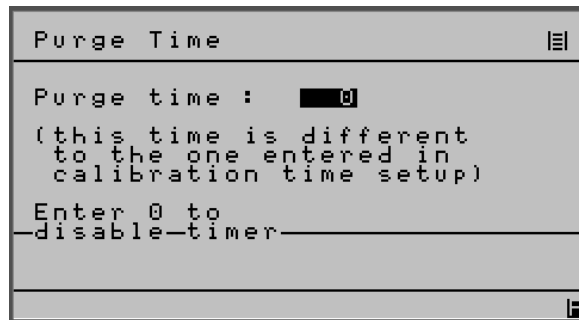 Purge Time
Purge time : 0
(this time is different
to the one entered in
calibration time setup)
Enter 0 to
disable timer